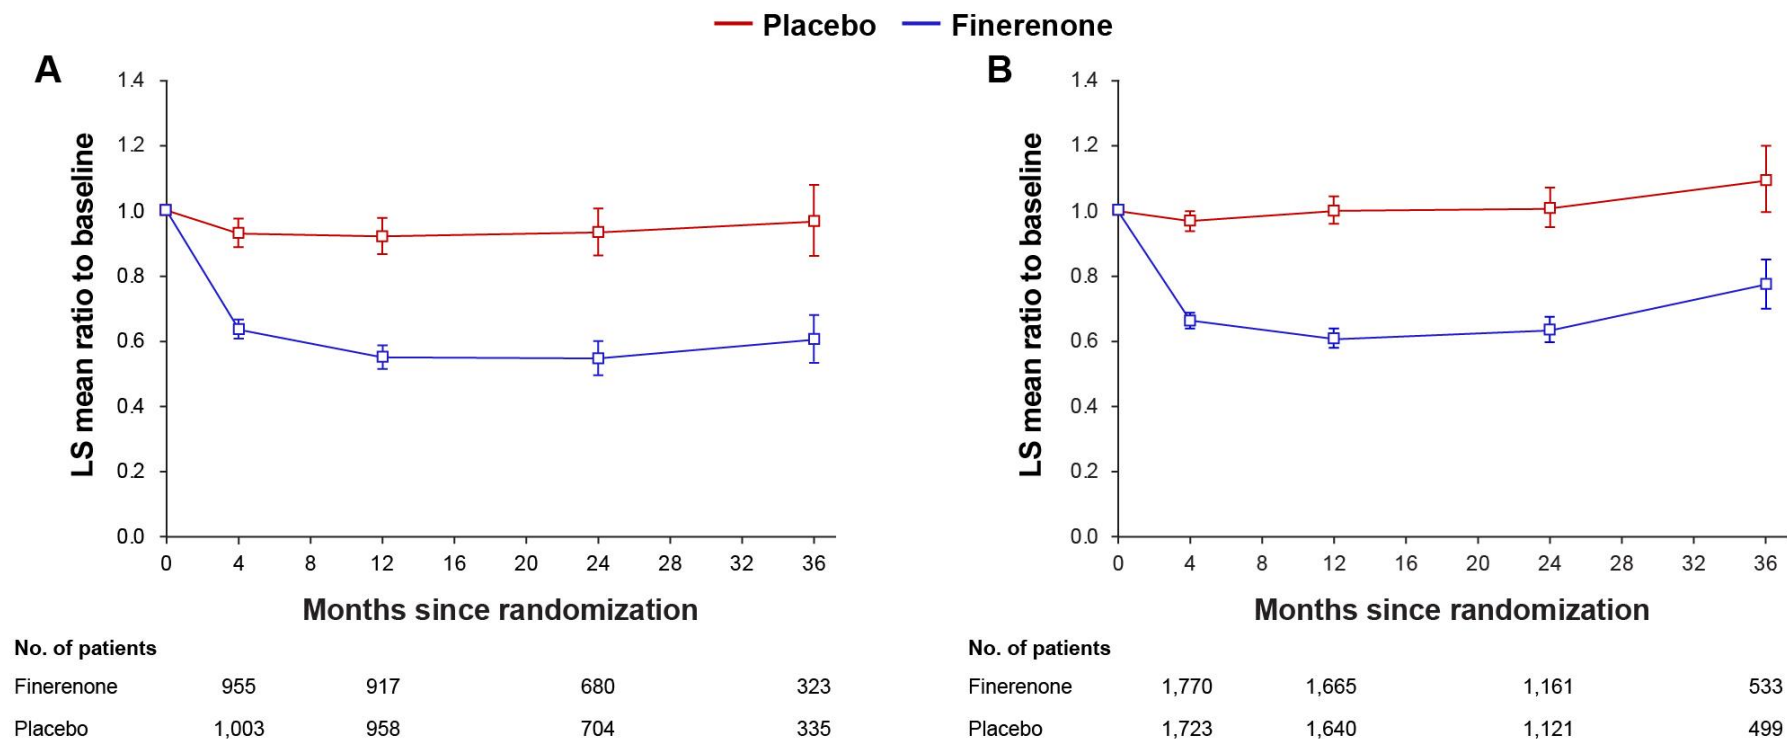 Placebo Finerenone
A
LS mean ratio to baseline
1.4
1.2
1.0
0.8
0.6
0.4
0.2
0.0
0 4 8 12 16 20 24 28 32 36
Months since randomization
No. of patients
Finerenone 955 917 680 323
Placebo 1,003 958 704 335
B
LS mean ratio to baseline
1.4
1.2
1.0
0.8
0.6
0.4
0.2
0.0
0 4 8 12 16 20 24 28 32 36
Months since randomization
No. of patients
Finerenone 1,770 1,665 1,161 533
Placebo 1,723 1,640 1,121 499